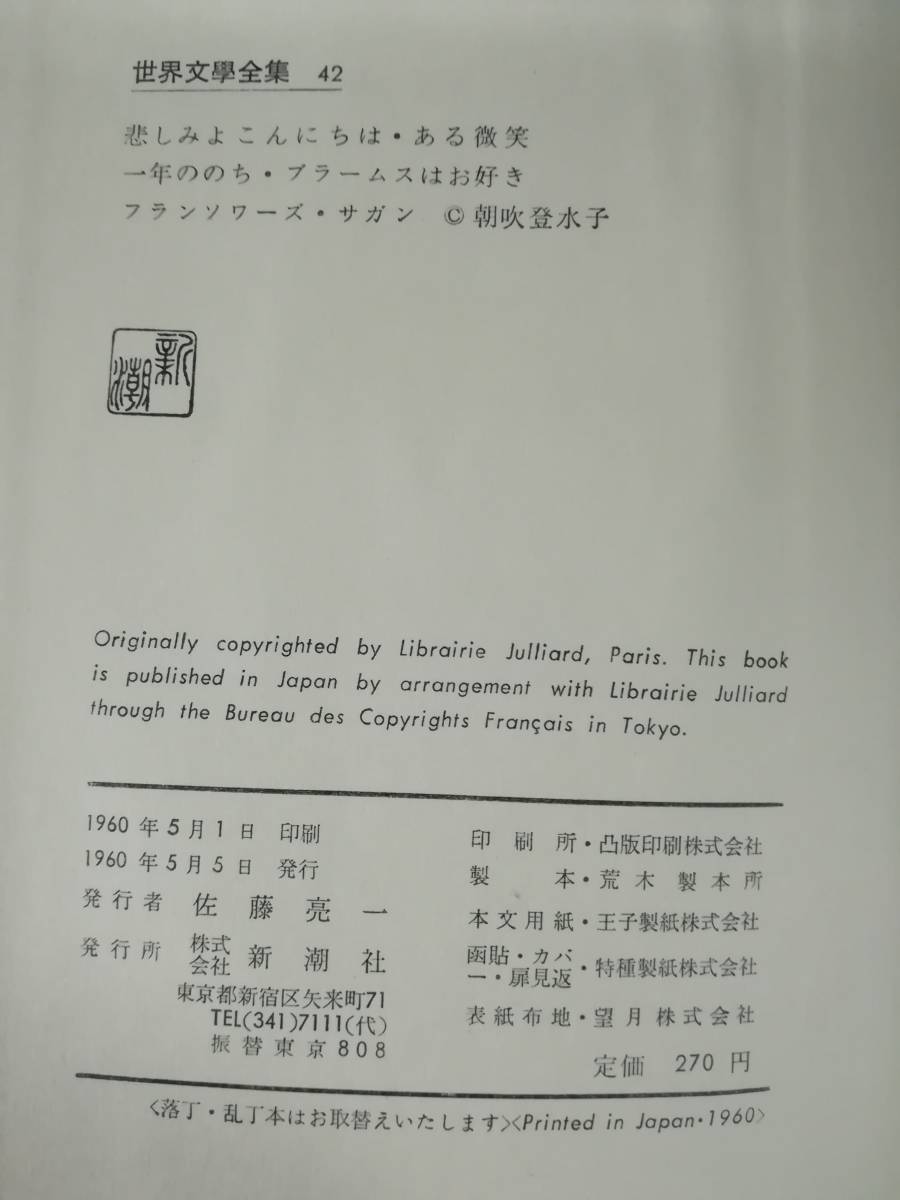 世界文學全集 42
悲しみよこんにちは・ある微笑
一年ののち・ブラームスはお好き
フランソワーズ・サガン ©朝吹登水子
新潮
Originally copyrighted by Librairie Julliard, Paris. This book
is published in Japan by arrangement with Librairie Julliard
through the Bureau des Copyrights Français in Tokyo.
1960年5月1日 印刷
1960年5月5日 発行
発行者 佐藤亮一
発行所 株式会社 新潮社
東京都新宿区矢来町71
TEL(341)7111(代)
振替東京808
印刷所・凸版印刷株式会社
製本・荒木製本所
本文用紙・王子製紙株式会社
函貼・カバ
ー・扉見返・特種製紙株式会社
表紙布地・望月株式会社
定価 270円
〈落丁・乱丁本はお取替えいたします〉〈Printed in Japan・1960〉